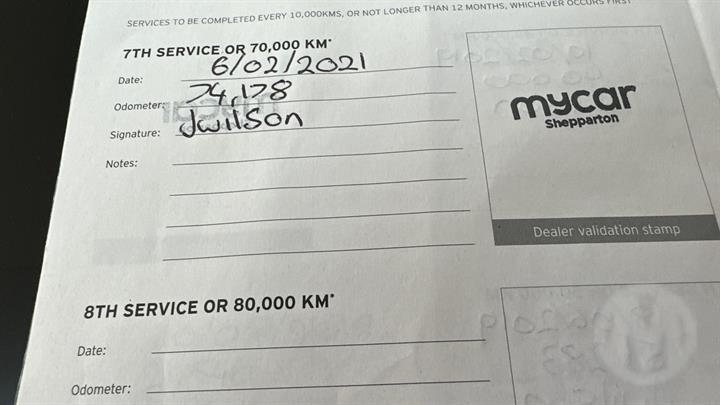 SERVICES TO BE COMPLETED EVERY 10,000KMS, OR NOT LONGER THAN 12 MONTHS, WHICHEVER OCCURS FIRST
7TH SERVICE OR 70,000 KM*
Date: 6/02/2021
Odometer: 74,178
Signature: Jwilson
Notes:
mycar
Shepparton
Dealer validation stamp
8TH SERVICE OR 80,000 KM*
Date:
Odometer: